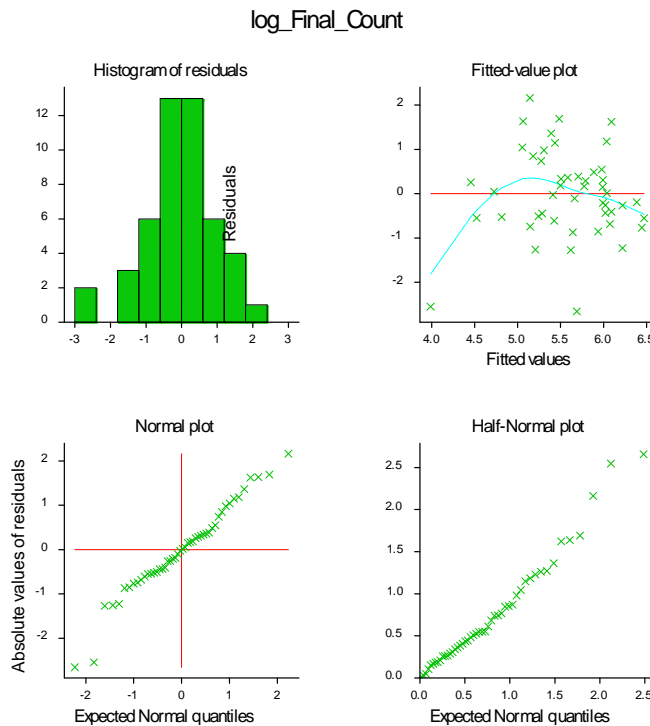 log_Final_Count
Histogram of residuals
12
10
8
6
4
2
0
-3 -2 -1 0 1 2 3
Residuals
Fitted-value plot
2
1
0
-1
-2
4.0 4.5 5.0 5.5 6.0 6.5
Fitted values
Normal plot
Absolute values of residuals
2
1
0
-1
-2
-2 -1 0 1 2
Expected Normal quantiles
Half-Normal plot
2.5
2.0
1.5
1.0
0.5
0.0
0.0 0.5 1.0 1.5 2.0 2.5
Expected Normal quantiles